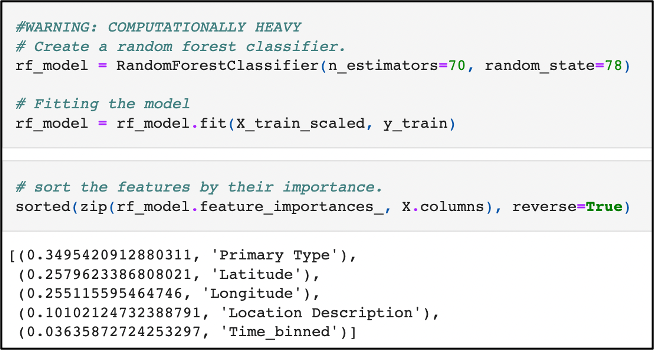 #WARNING: COMPUTATIONALLY HEAVY
# Create a random forest classifier.
rf_model = RandomForestClassifier(n_estimators=70, random_state=78)
# Fitting the model
rf_model = rf_model.fit(X_train_scaled, y_train)
# sort the features by their importance.
sorted(zip(rf_model.feature_importances_, X.columns), reverse=True)
[(0.3495420912880311, 'Primary Type'),
(0.2579623386808021, 'Latitude'),
(0.255115595464746, 'Longitude'),
(0.10102124732388791, 'Location Description'),
(0.03635872724253297, 'Time_binned')]